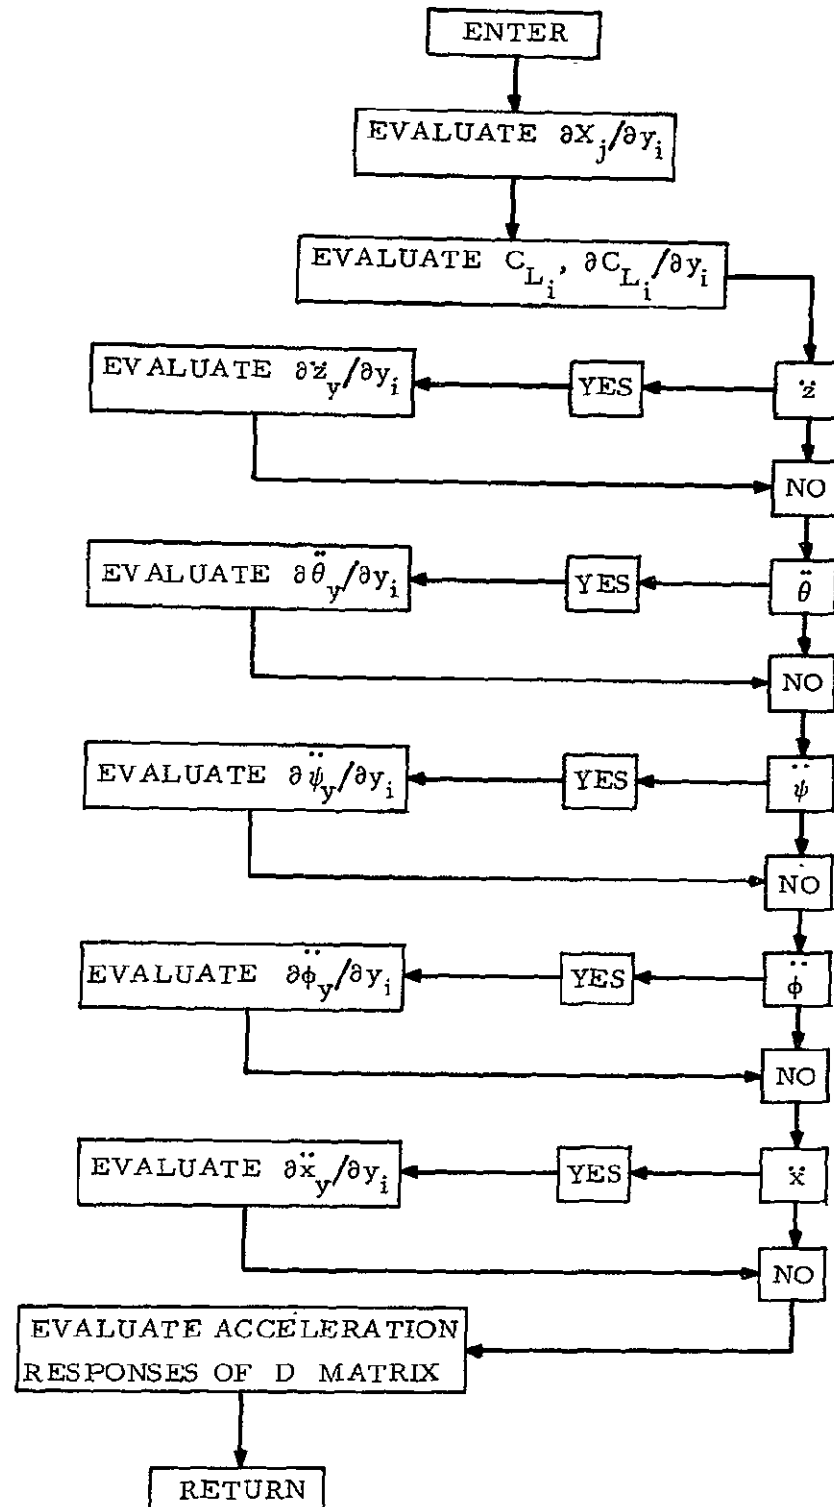 ENTER
EVALUATE ∂X_j/∂y_i
EVALUATE C_L_i, ∂C_L_i/∂y_i
EVALUATE ∂z̈_y/∂y_i
YES
z̈
NO
EVALUATE ∂θ̈_y/∂y_i
YES
θ̈
NO
EVALUATE ∂ψ̈_y/∂y_i
YES
ψ̈
NO
EVALUATE ∂ϕ̈_y/∂y_i
YES
ϕ̈
NO
EVALUATE ∂ẍ_y/∂y_i
YES
ẍ
NO
EVALUATE ACCELERATION
RESPONSES OF D MATRIX
RETURN